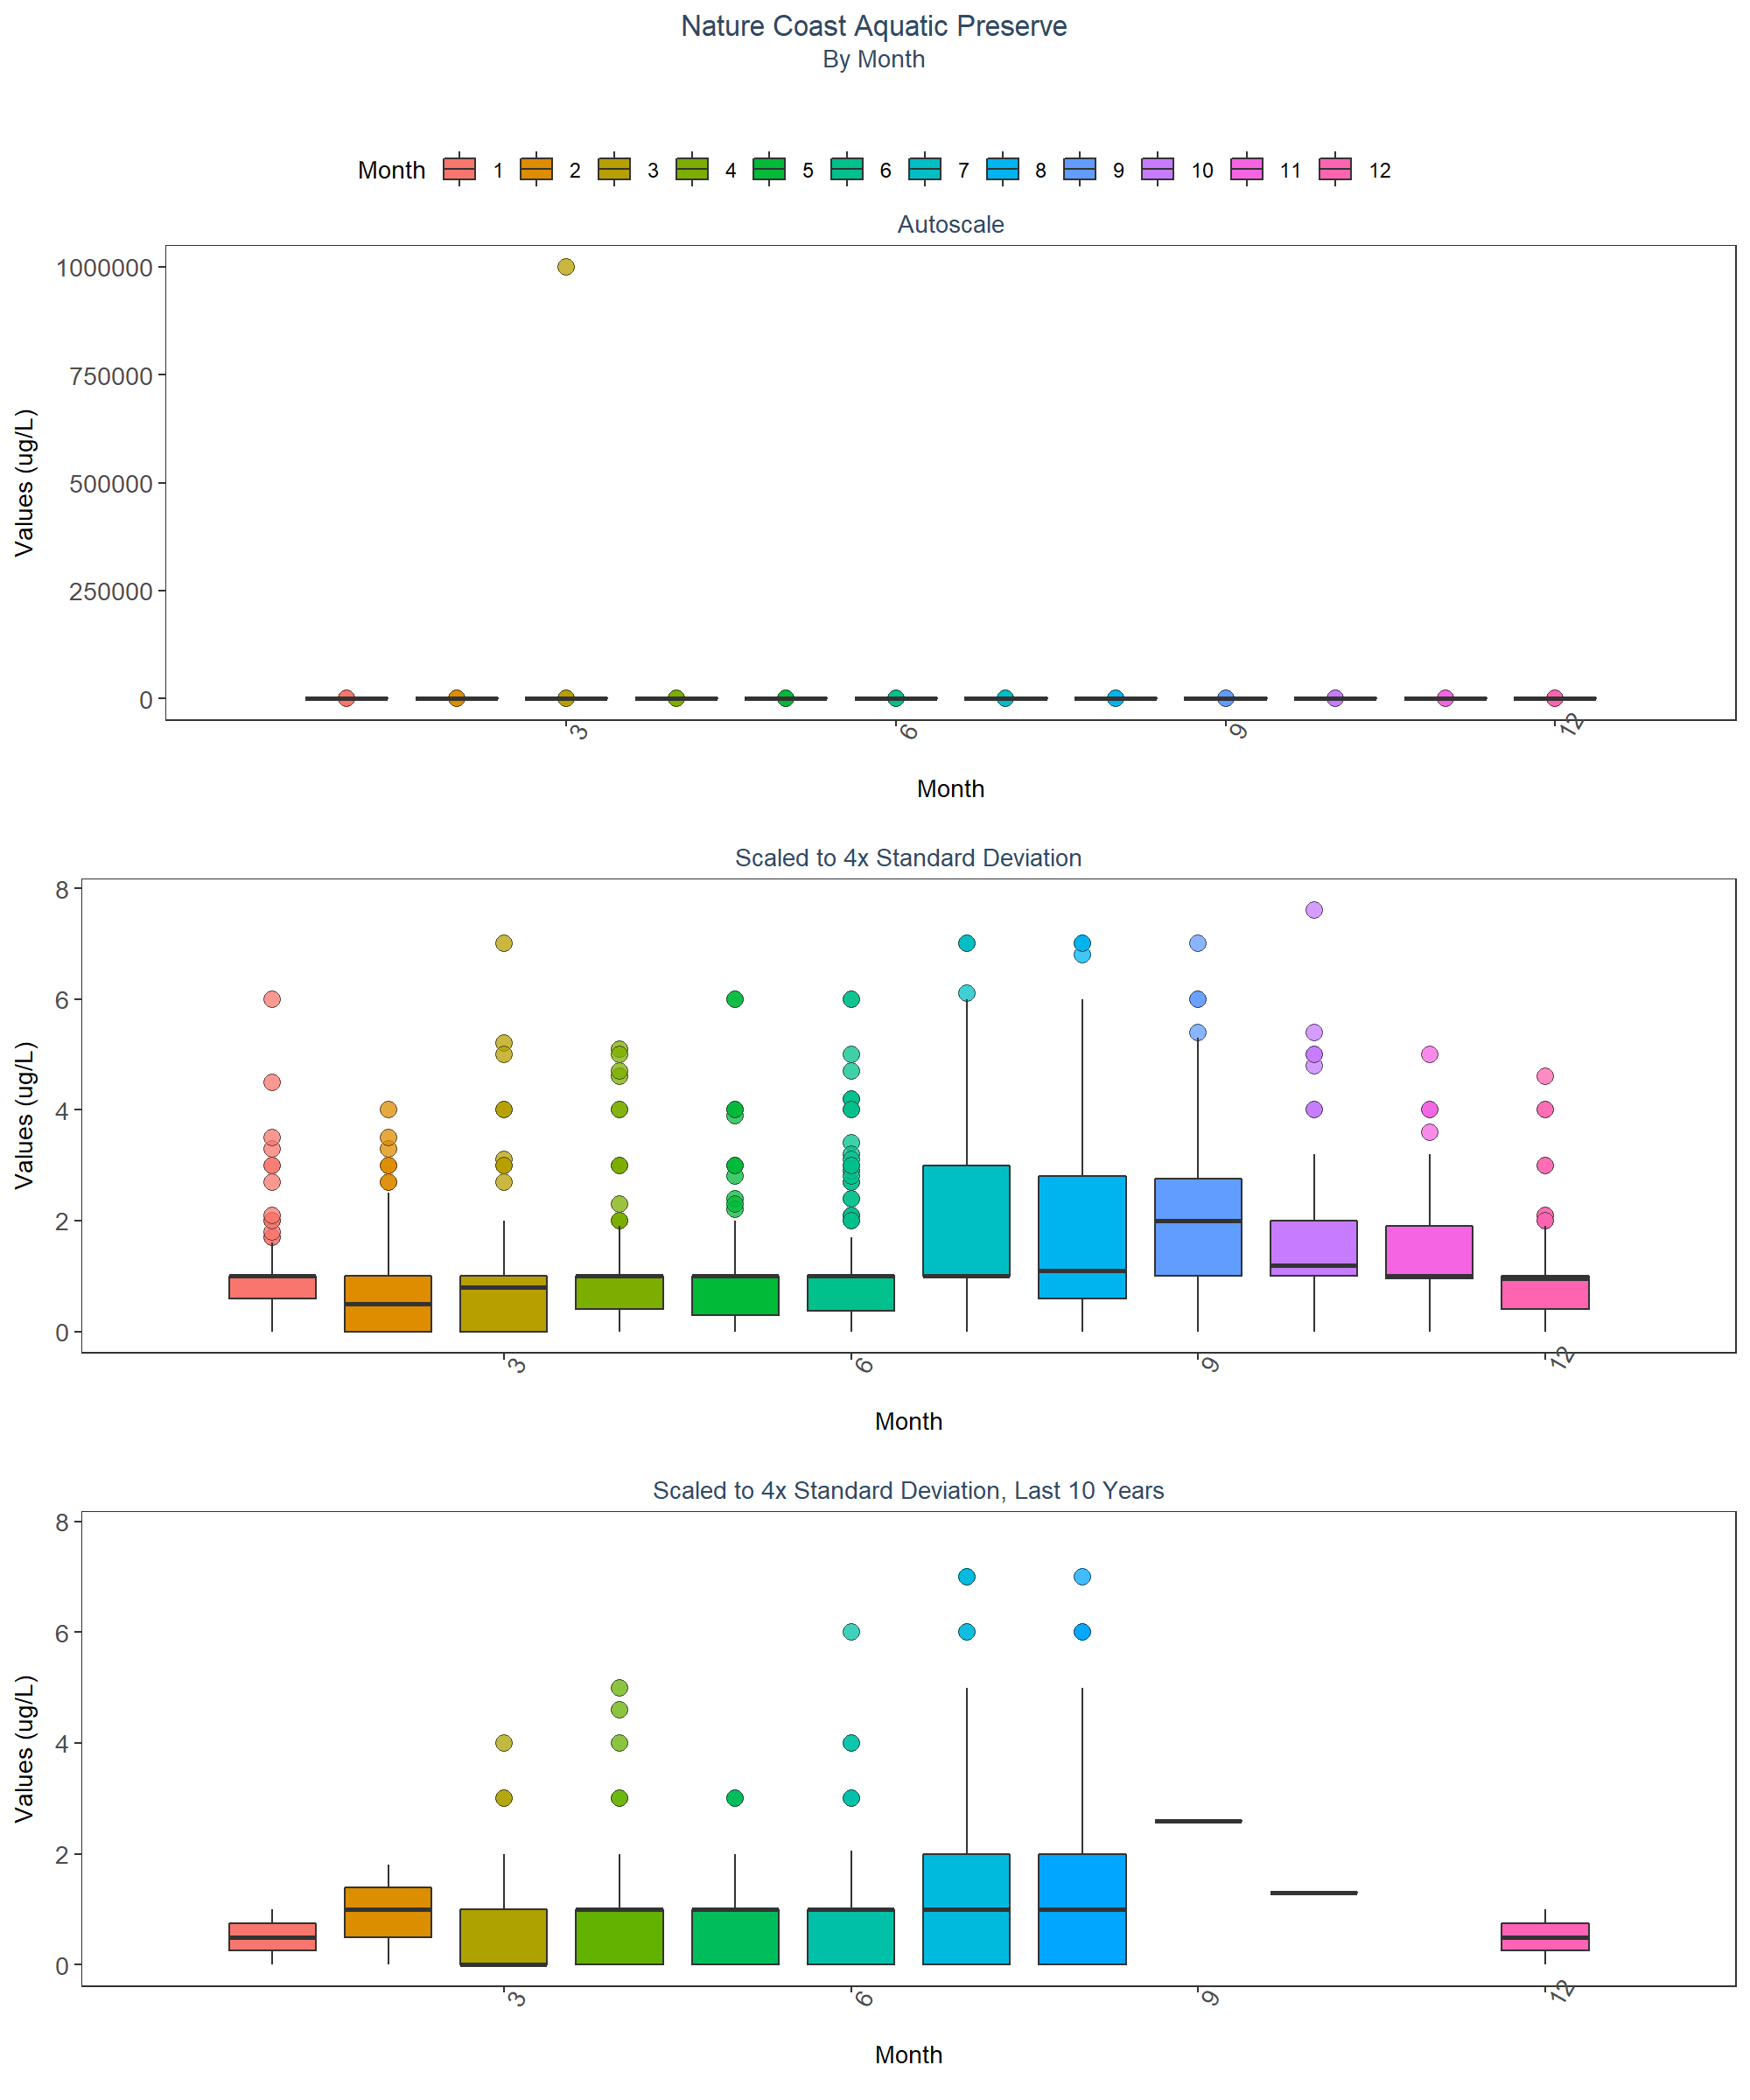 Nature Coast Aquatic Preserve
By Month
Month 1 2 3 4 5 6 7 8 9 10 11 12
Autoscale
1000000
750000
500000
250000
0
Values (ug/L)
3 6 9 12
Month
Scaled to 4x Standard Deviation
8
6
4
2
0
Values (ug/L)
3 6 9 12
Month
Scaled to 4x Standard Deviation, Last 10 Years
8
6
4
2
0
Values (ug/L)
3 6 9 12
Month